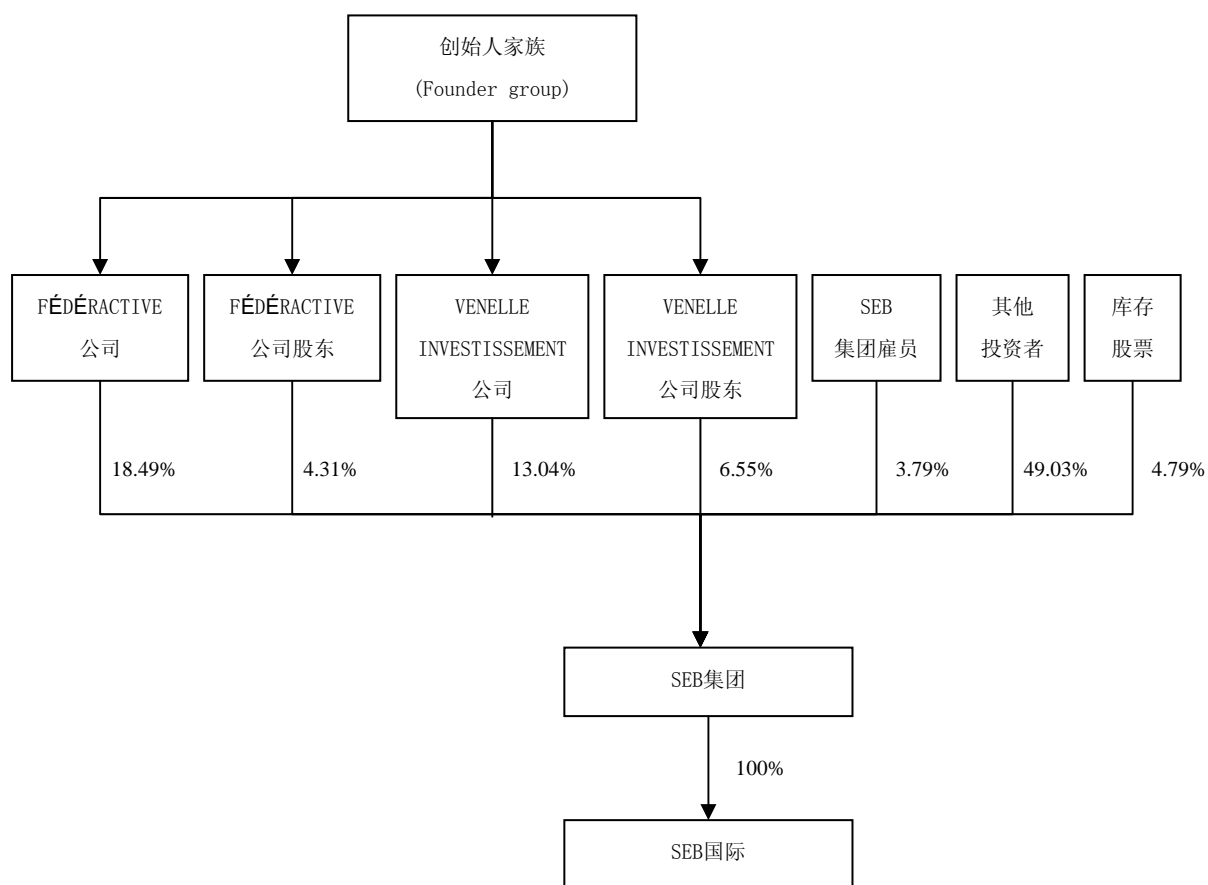 创始人家族
(Founder group)
FÉDÉRACTIVE
公司
FÉDÉRACTIVE
公司股东
VENELLE
INVESTISSEMENT
公司
VENELLE
INVESTISSEMENT
公司股东
SEB
集团雇员
其他
投资者
库存
股票
18.49%
4.31%
13.04%
6.55%
3.79%
49.03%
4.79%
SEB集团
100%
SEB国际